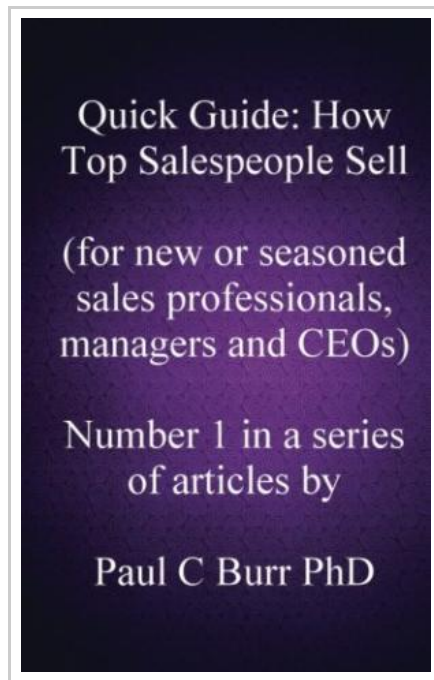 Quick Guide: How
Top Salespeople Sell
(for new or seasoned
sales professionals,
managers and CEOs)
Number 1 in a series
of articles by
Paul C Burr PhD